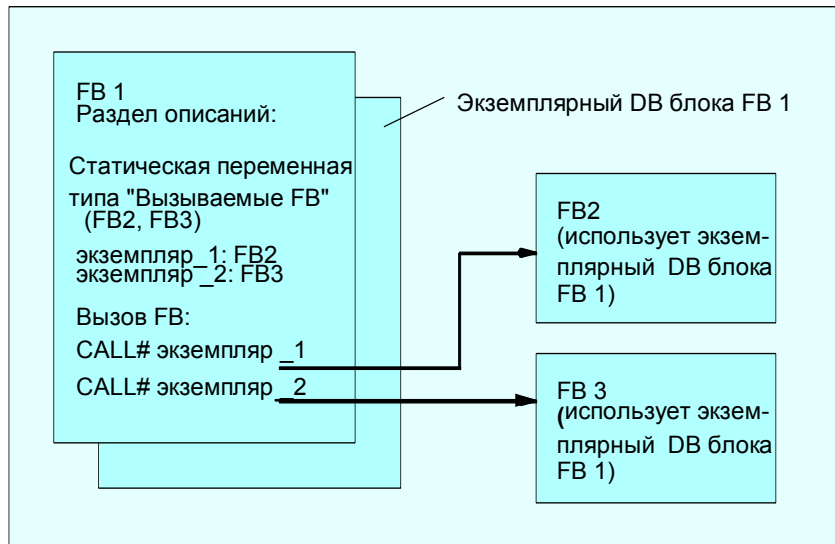 FB 1
Раздел описаний:
Статическая переменная
типа "Вызываемые FB"
(FB2, FB3)
экземпляр_1: FB2
экземпляр _2: FB3
Вызов FB:
CALL# экземпляр _1
CALL# экземпляр _2
Экземплярный DB блока FB 1
FB2
(использует экзем-
плярный DB блока
FB 1)
FB 3
(использует экзем-
плярный DB блока
FB 1)